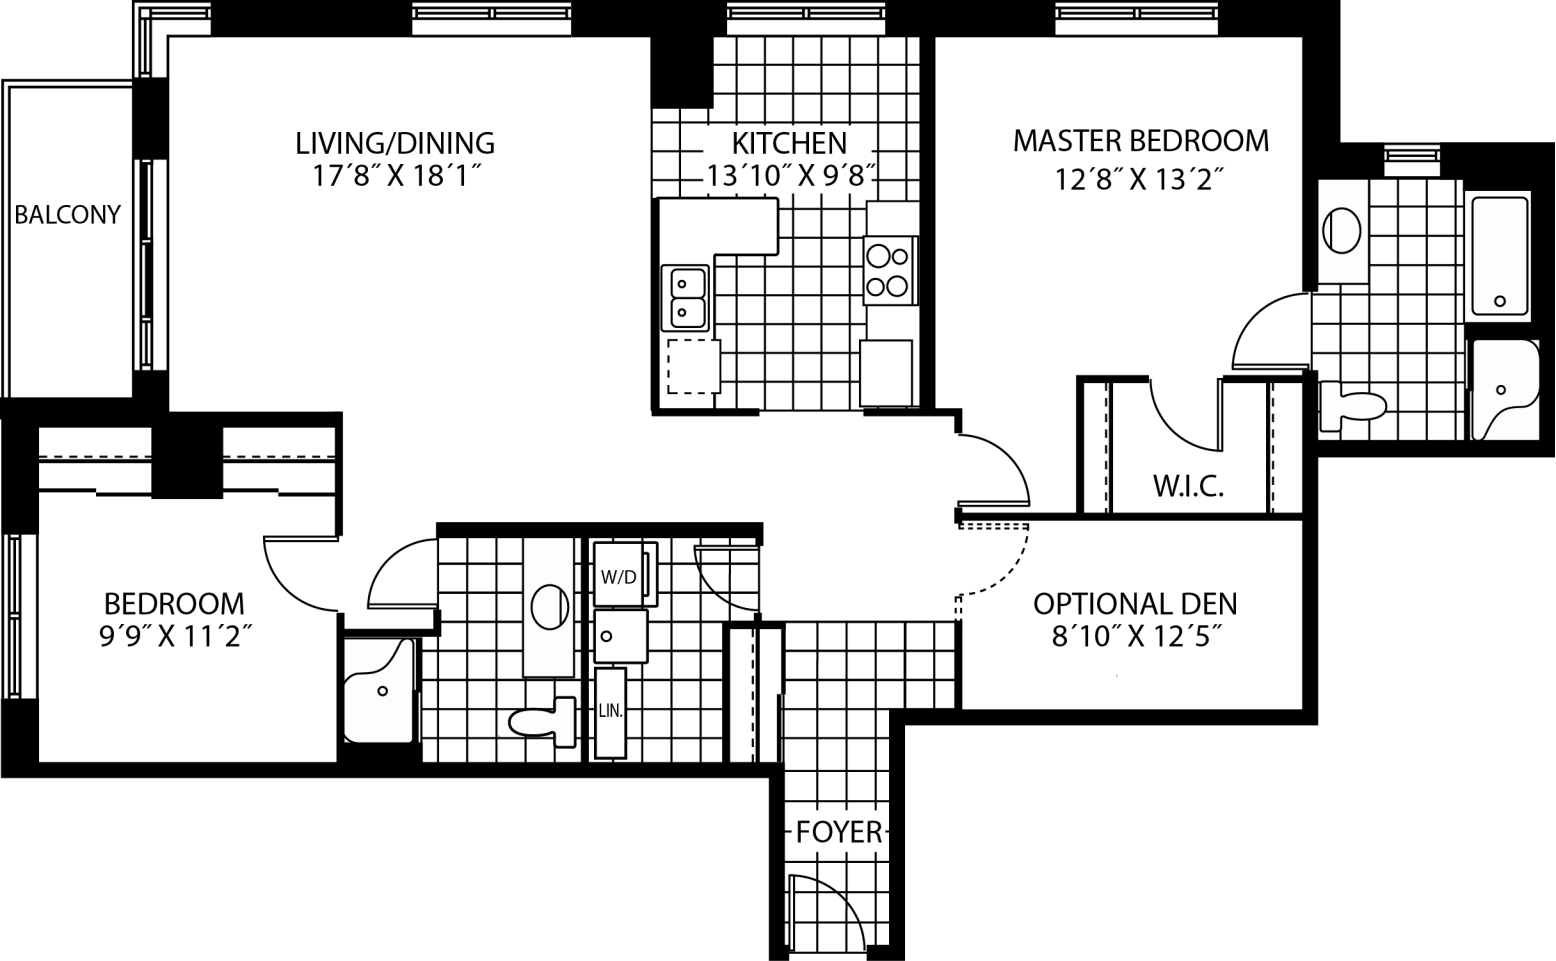 LIVING/DINING
17´8˝ X 18´1˝
KITCHEN
13´10˝ X 9´8˝
MASTER BEDROOM
12´8˝ X 13´2˝
BALCONY
W.I.C.
BEDROOM
9´9˝ X 11´2˝
W/D
LIN.
OPTIONAL DEN
8´10˝ X 12´5˝
FOYER